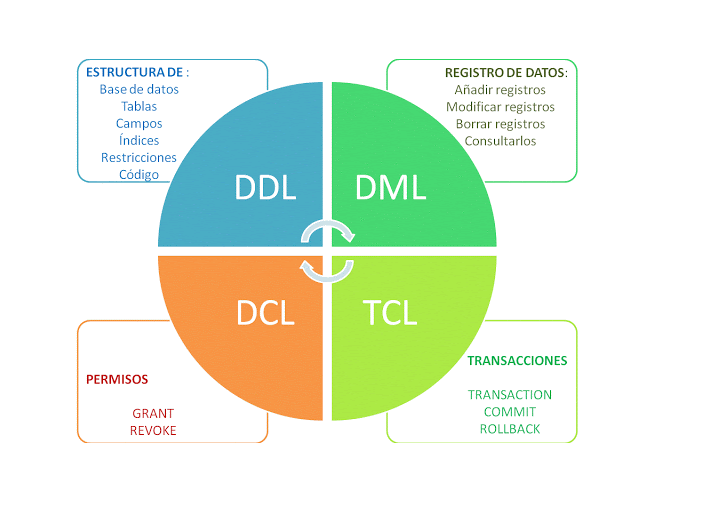 ESTRUCTURA DE :
Base de datos
Tablas
Campos
Índices
Restricciones
Código
REGISTRO DE DATOS:
Añadir registros
Modificar registros
Borrar registros
Consultarlos
DDL
DML
DCL
TCL
PERMISOS
GRANT
REVOKE
TRANSACCIONES
TRANSACTION
COMMIT
ROLLBACK